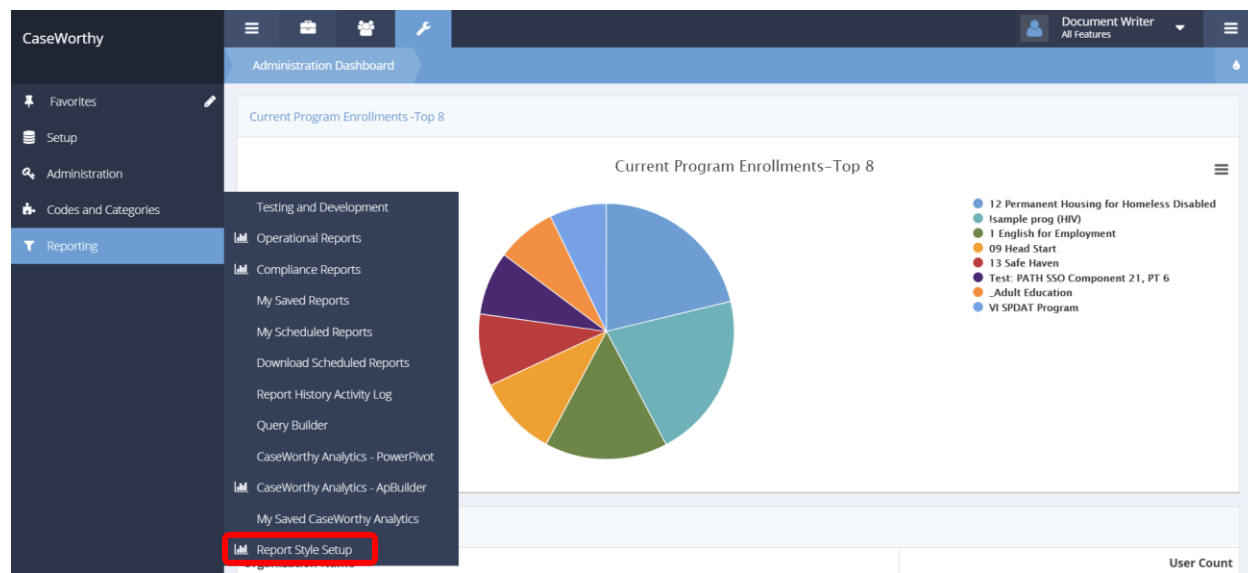 CaseWorthy
Document Writer
All Features
Administration Dashboard
Favorites
Setup
Administration
Codes and Categories
Reporting
Current Program Enrollments -Top 8
Current Program Enrollments–Top 8
Testing and Development
Operational Reports
Compliance Reports
My Saved Reports
My Scheduled Reports
Download Scheduled Reports
Report History Activity Log
Query Builder
CaseWorthy Analytics - PowerPivot
CaseWorthy Analytics - ApBuilder
My Saved CaseWorthy Analytics
Report Style Setup
12 Permanent Housing for Homeless Disabled
!sample prog (HIV)
1 English for Employment
09 Head Start
13 Safe Haven
Test: PATH SSO Component 21, PT 6
_Adult Education
VI SPDAT Program
Organization Name
User Count